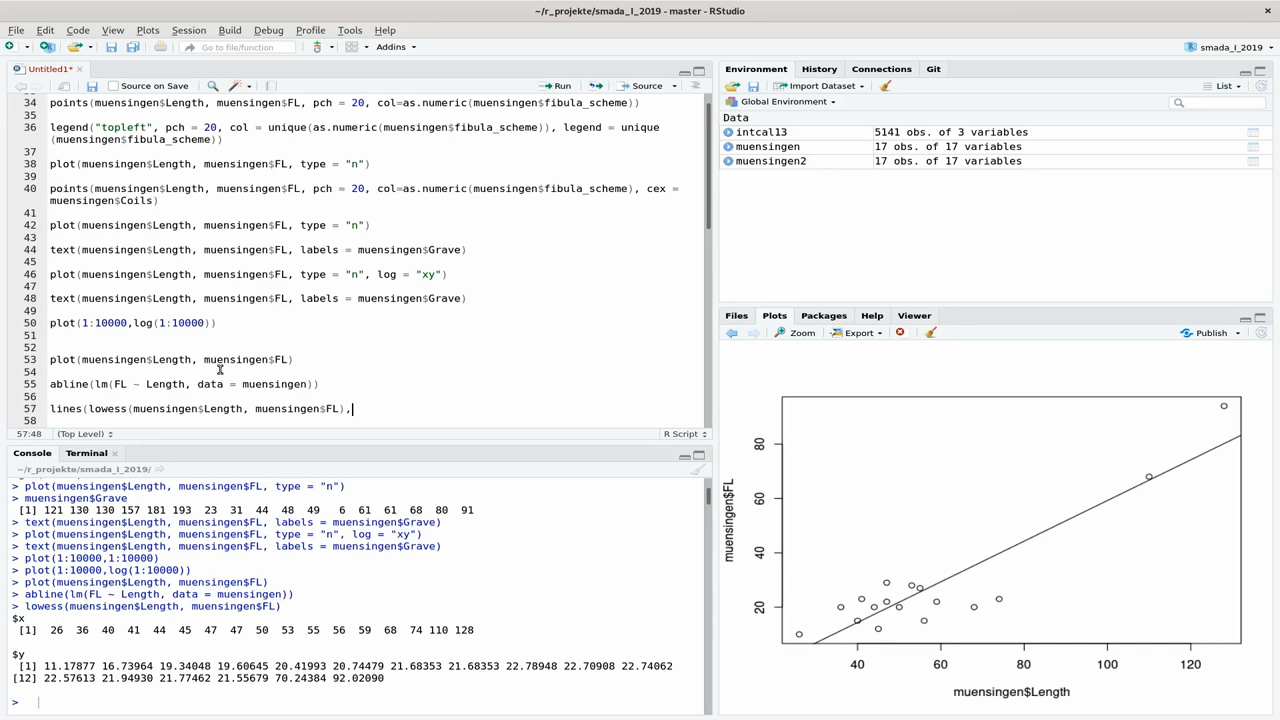 ~/r_projekte/smada_I_2019 - master - RStudio
File Edit Code View Plots Session Build Debug Profile Tools Help
Go to file/function Addins smada_I_2019
Untitled1*
Source on Save Run Source
34 points(muensingen$Length, muensingen$FL, pch = 20, col=as.numeric(muensingen$fibula_scheme))
35
36 legend("topleft", pch = 20, col = unique(as.numeric(muensingen$fibula_scheme)), legend = unique
(muensingen$fibula_scheme))
37
38 plot(muensingen$Length, muensingen$FL, type = "n")
39
40 points(muensingen$Length, muensingen$FL, pch = 20, col=as.numeric(muensingen$fibula_scheme), cex =
muensingen$Coils)
41
42 plot(muensingen$Length, muensingen$FL, type = "n")
43
44 text(muensingen$Length, muensingen$FL, labels = muensingen$Grave)
45
46 plot(muensingen$Length, muensingen$FL, type = "n", log = "xy")
47
48 text(muensingen$Length, muensingen$FL, labels = muensingen$Grave)
49
50 plot(1:10000,log(1:10000))
51
52
53 plot(muensingen$Length, muensingen$FL)
54
55 abline(lm(FL ~ Length, data = muensingen))
56
57 lines(lowess(muensingen$Length, muensingen$FL),
58
57:48 (Top Level) R Script
Console Terminal
~/r_projekte/smada_I_2019/
> plot(muensingen$Length, muensingen$FL, type = "n")
> muensingen$Grave
[1] 121 130 130 157 181 193 23 31 44 48 49 6 61 61 68 80 91
> text(muensingen$Length, muensingen$FL, labels = muensingen$Grave)
> plot(muensingen$Length, muensingen$FL, type = "n", log = "xy")
> text(muensingen$Length, muensingen$FL, labels = muensingen$Grave)
> plot(1:10000,1:10000)
> plot(1:10000,log(1:10000))
> plot(muensingen$Length, muensingen$FL)
> abline(lm(FL ~ Length, data = muensingen))
> lowess(muensingen$Length, muensingen$FL)
$x
[1] 26 36 40 41 44 45 47 47 50 53 55 56 59 68 74 110 128
$y
[1] 11.17877 16.73964 19.34048 19.60645 20.41993 20.74479 21.68353 21.68353 22.78948 22.70908 22.74062
[12] 22.57613 21.94930 21.77462 21.55679 70.24384 92.02090
>
Environment History Connections Git
Import Dataset List
Global Environment
Data
intcal13 5141 obs. of 3 variables
muensingen 17 obs. of 17 variables
muensingen2 17 obs. of 17 variables
Files Plots Packages Help Viewer
Zoom Export Publish
80
60
40
20
muensingen$FL
40 60 80 100 120
muensingen$Length